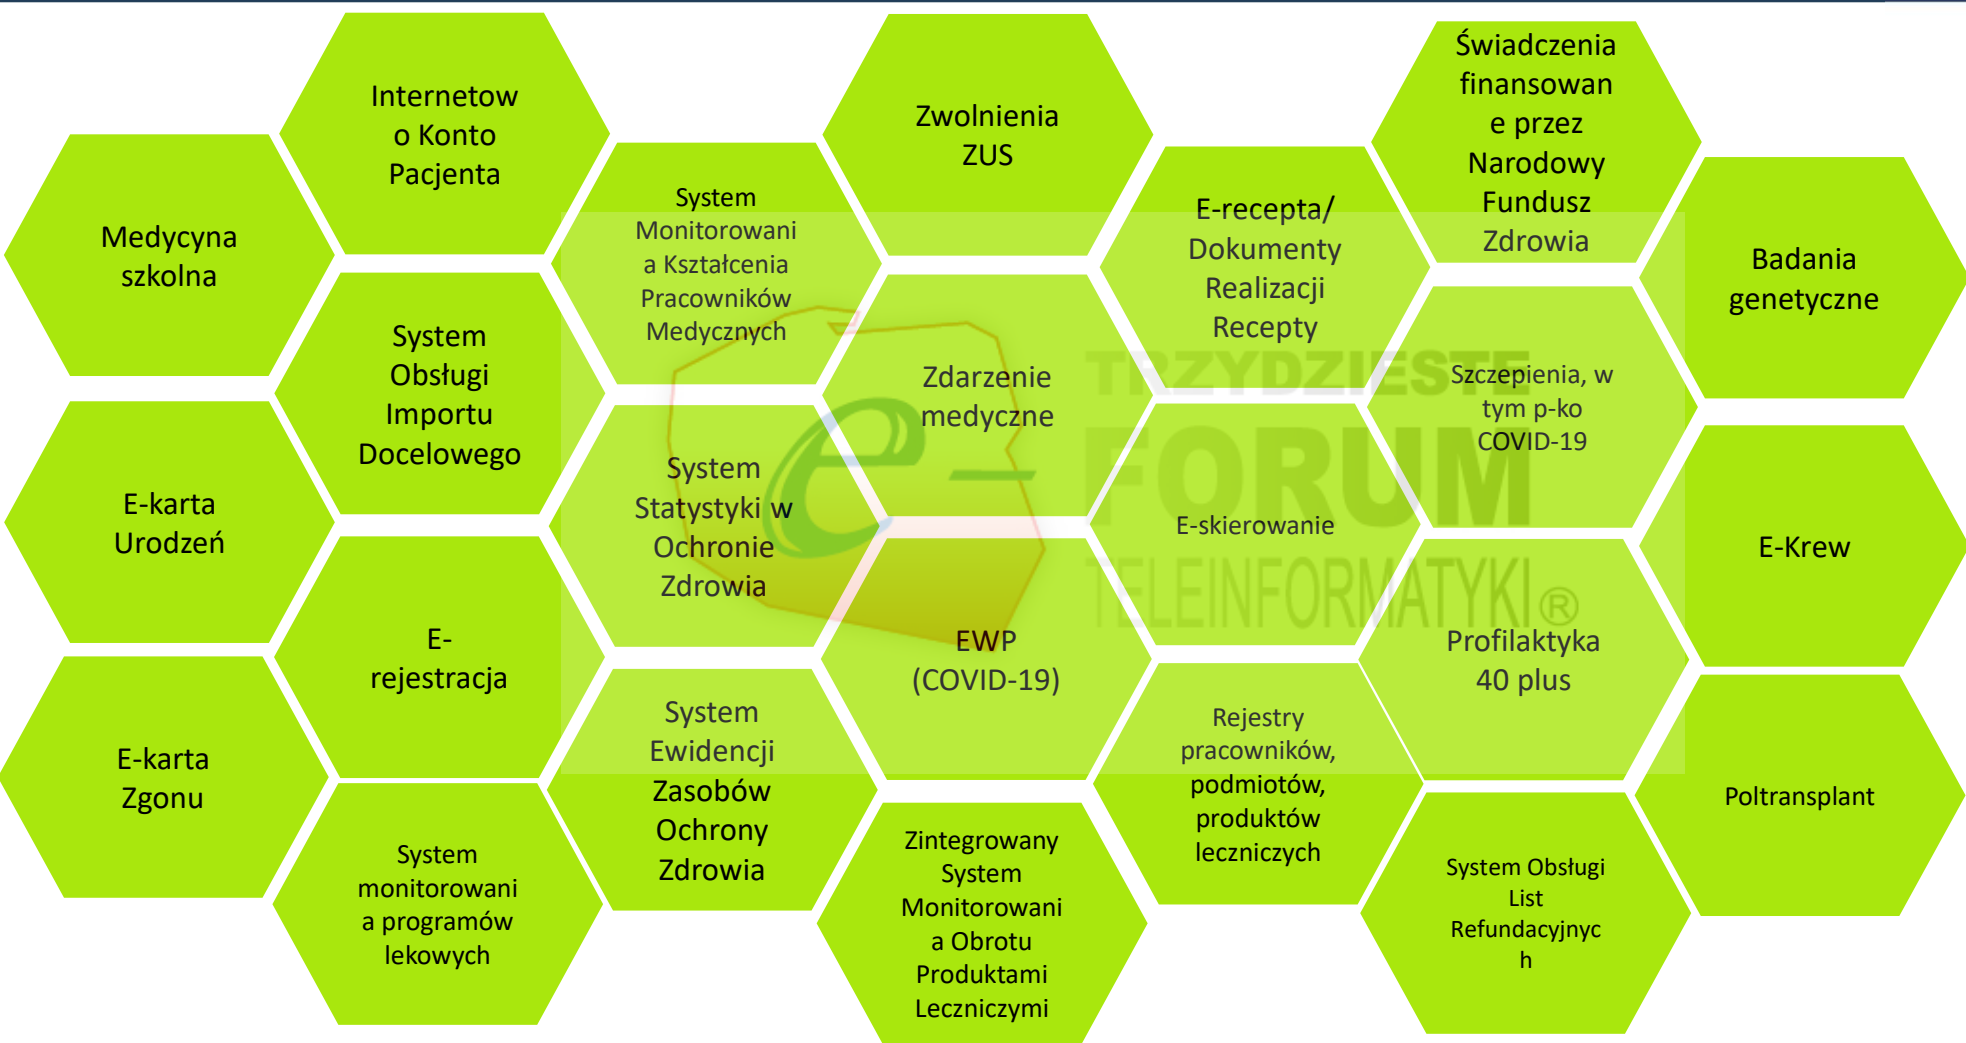 Internetow
o Konto
Pacjenta
Zwolnienia
ZUS
Świadczenia
finansowan
e przez
Narodowy
Fundusz
Zdrowia
Medycyna
szkolna
System
Monitorowani
a Kształcenia
Pracowników
Medycznych
E-recepta/
Dokumenty
Realizacji
Recepty
Badania
genetyczne
System
Obsługi
Importu
Docelowego
Zdarzenie
medyczne
Szczepienia, w
tym p-ko
COVID-19
E-karta
Urodzeń
System
Statystyki w
Ochronie
Zdrowia
E-skierowanie
E-Krew
E-
rejestracja
EWP
(COVID-19)
Profilaktyka
40 plus
E-karta
Zgonu
System
Ewidencji
Zasobów
Ochrony
Zdrowia
Rejestry
pracowników,
podmiotów,
produktów
leczniczych
Poltransplant
System
monitorowani
a programów
lekowych
Zintegrowany
System
Monitorowani
a Obrotu
Produktami
Leczniczymi
System Obsługi
List
Refundacyjnyc
h
e –
TRZYDZIESTE
FORUM
TELEINFORMATYKI®